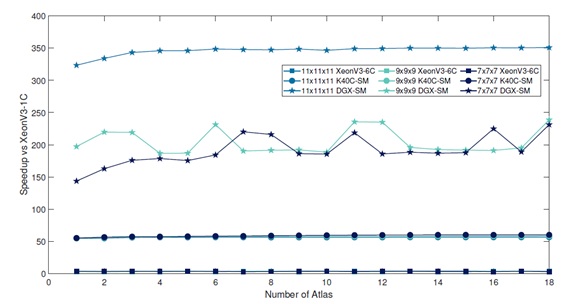 400
350
300
250
200
150
100
50
0
Speedup vs XeonV3-1C
11x11x11 XeonV3-6C 9x9x9 XeonV3-6C 7x7x7 XeonV3-6C
11x11x11 K40C-SM 9x9x9 K40C-SM 7x7x7 K40C-SM
11x11x11 DGX-SM 9x9x9 DGX-SM 7x7x7 DGX-SM
0 2 4 6 8 10 12 14 16 18
Number of Atlas